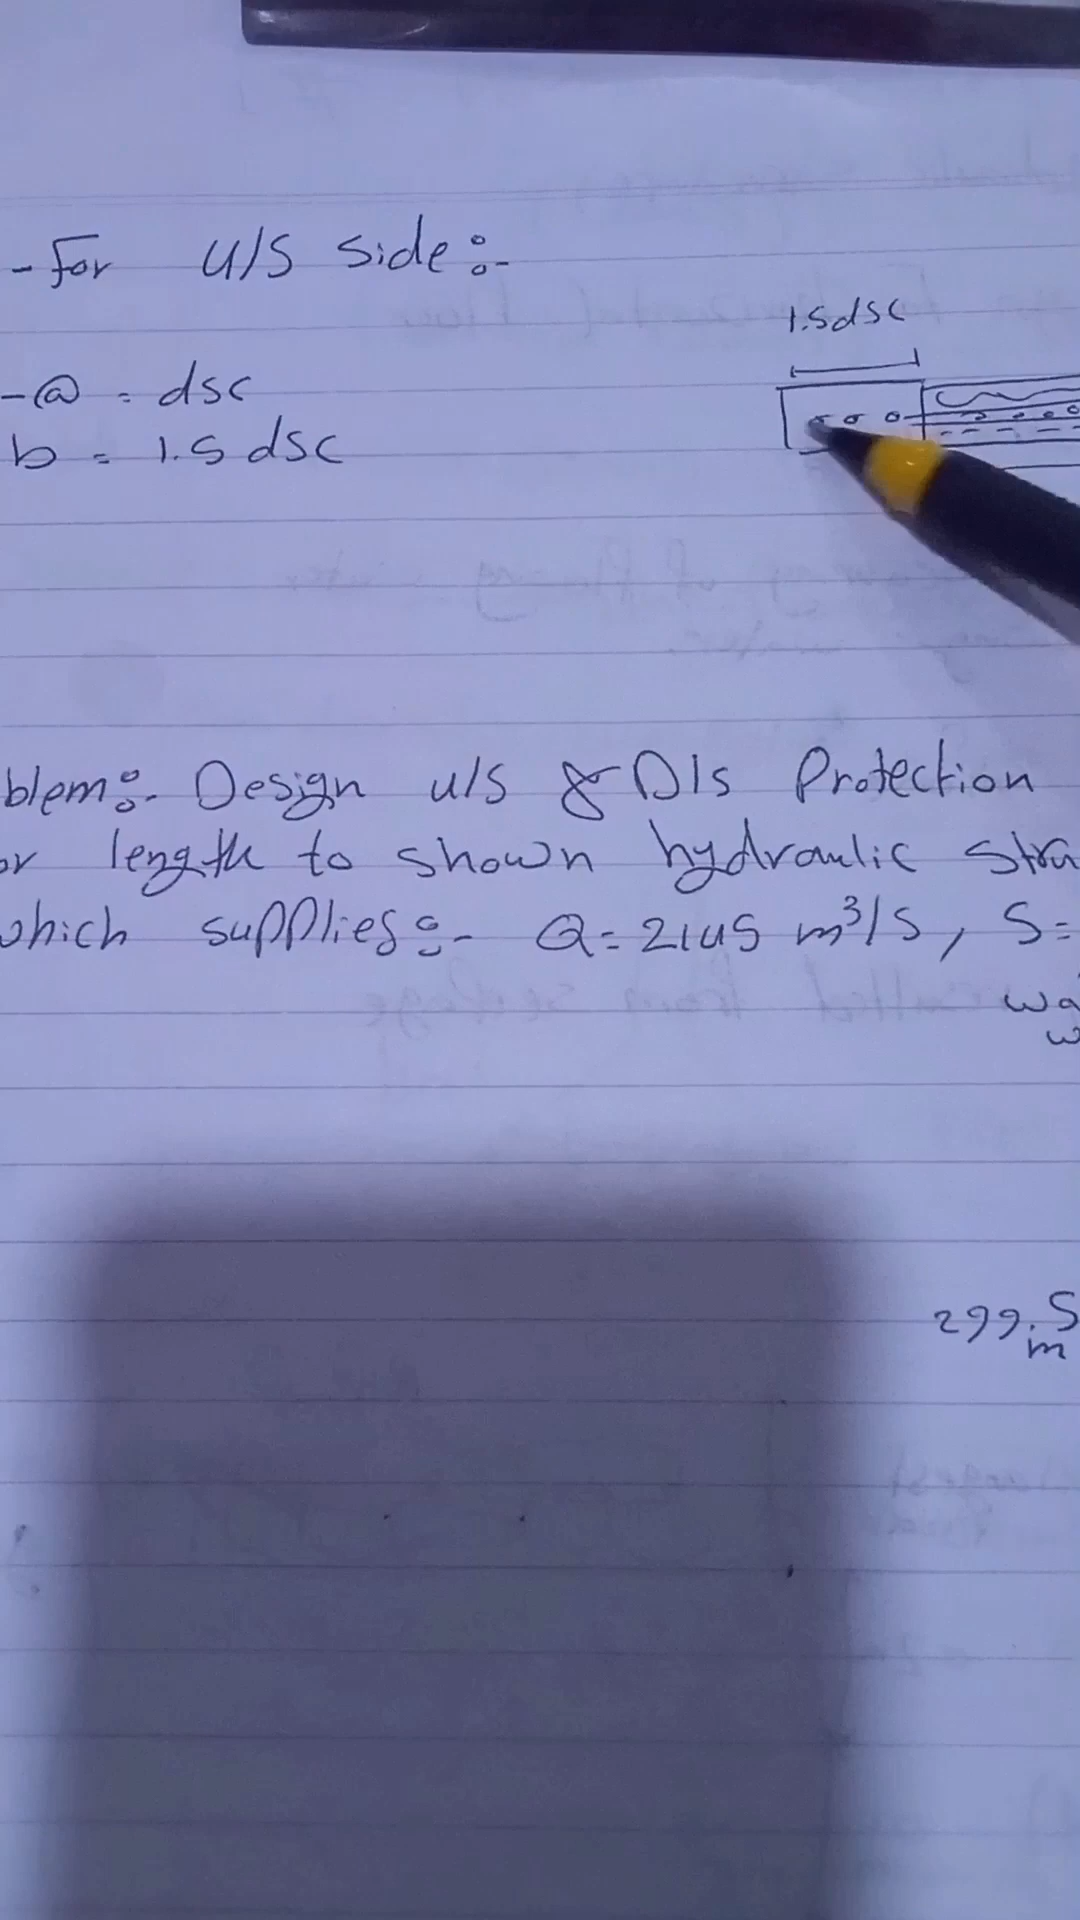 - For U/S side :-
1.5dsc
- @ = dsc
b = 1.5 dsc
blem :- Design u/s & D/s Protection
or length to shown hydraulic stru
which supplies :- Q = 2145 m³/s, S =
wa
w
299.5
m